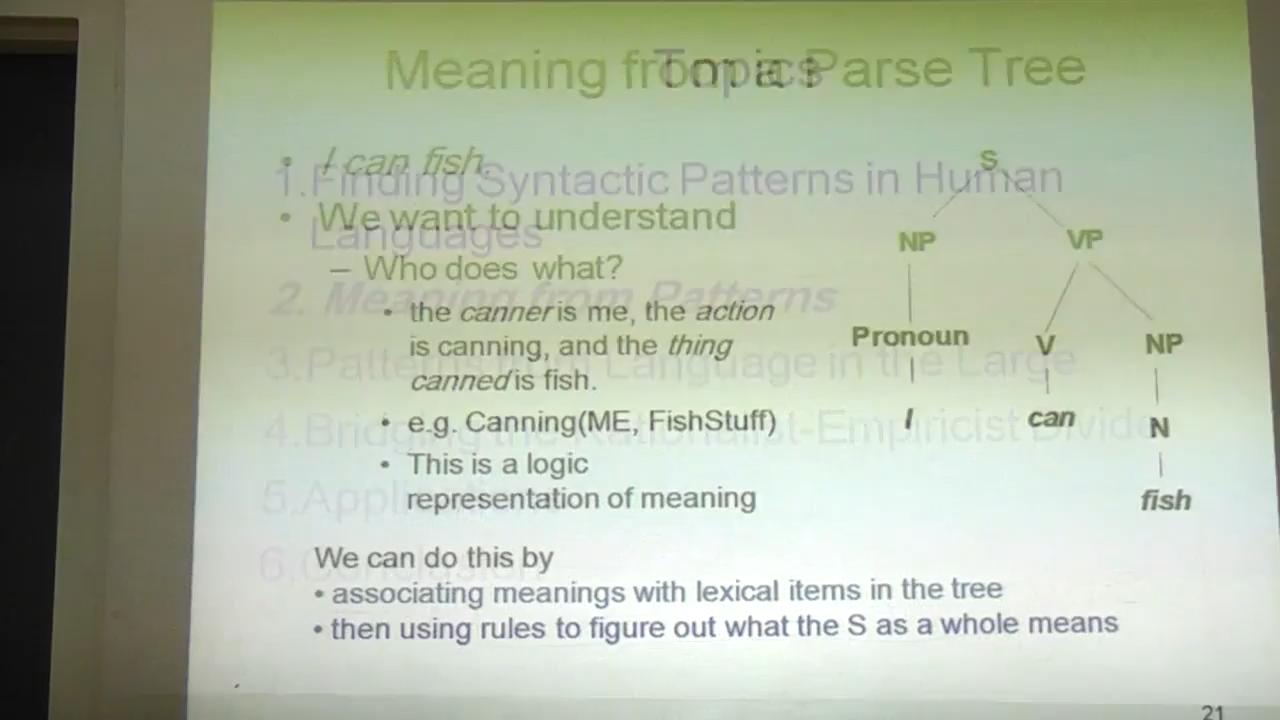 Meaning from a Parse Tree
Topics
• I can fish.
• We want to understand
– Who does what?
• the canner is me, the action
is canning, and the thing
canned is fish.
• e.g. Canning(ME, FishStuff)
• This is a logic
representation of meaning
We can do this by
• associating meanings with lexical items in the tree
• then using rules to figure out what the S as a whole means
S
NP VP
Pronoun V NP
I can N
fish
1.Finding Syntactic Patterns in Human
Languages
2. Meaning from Patterns
3.Patterns from Language in the Large
4.Bridging the Rationalist-Empiricist Divide
5.Applications
6.Conclusion
21